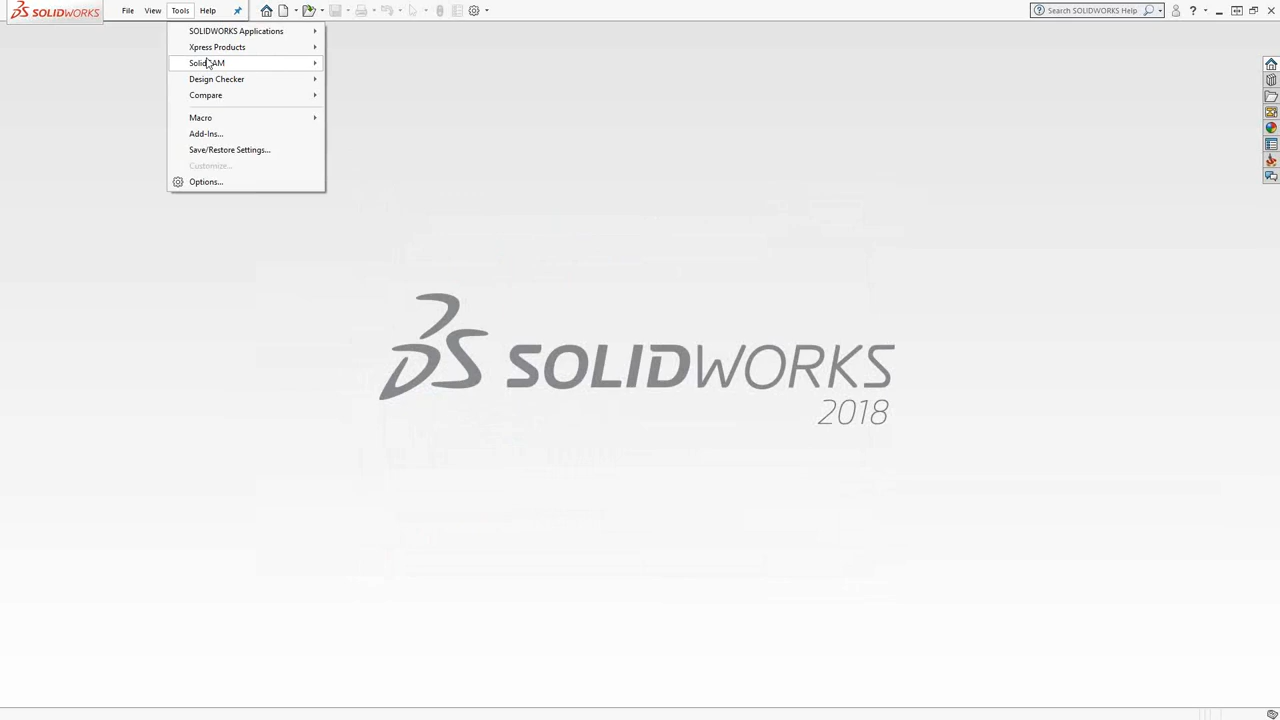 SOLIDWORKS File View Tools Help Search SOLIDWORKS Help
SOLIDWORKS Applications
Xpress Products
SolidCAM
Design Checker
Compare
Macro
Add-Ins...
Save/Restore Settings...
Customize...
Options...
SOLIDWORKS
2018